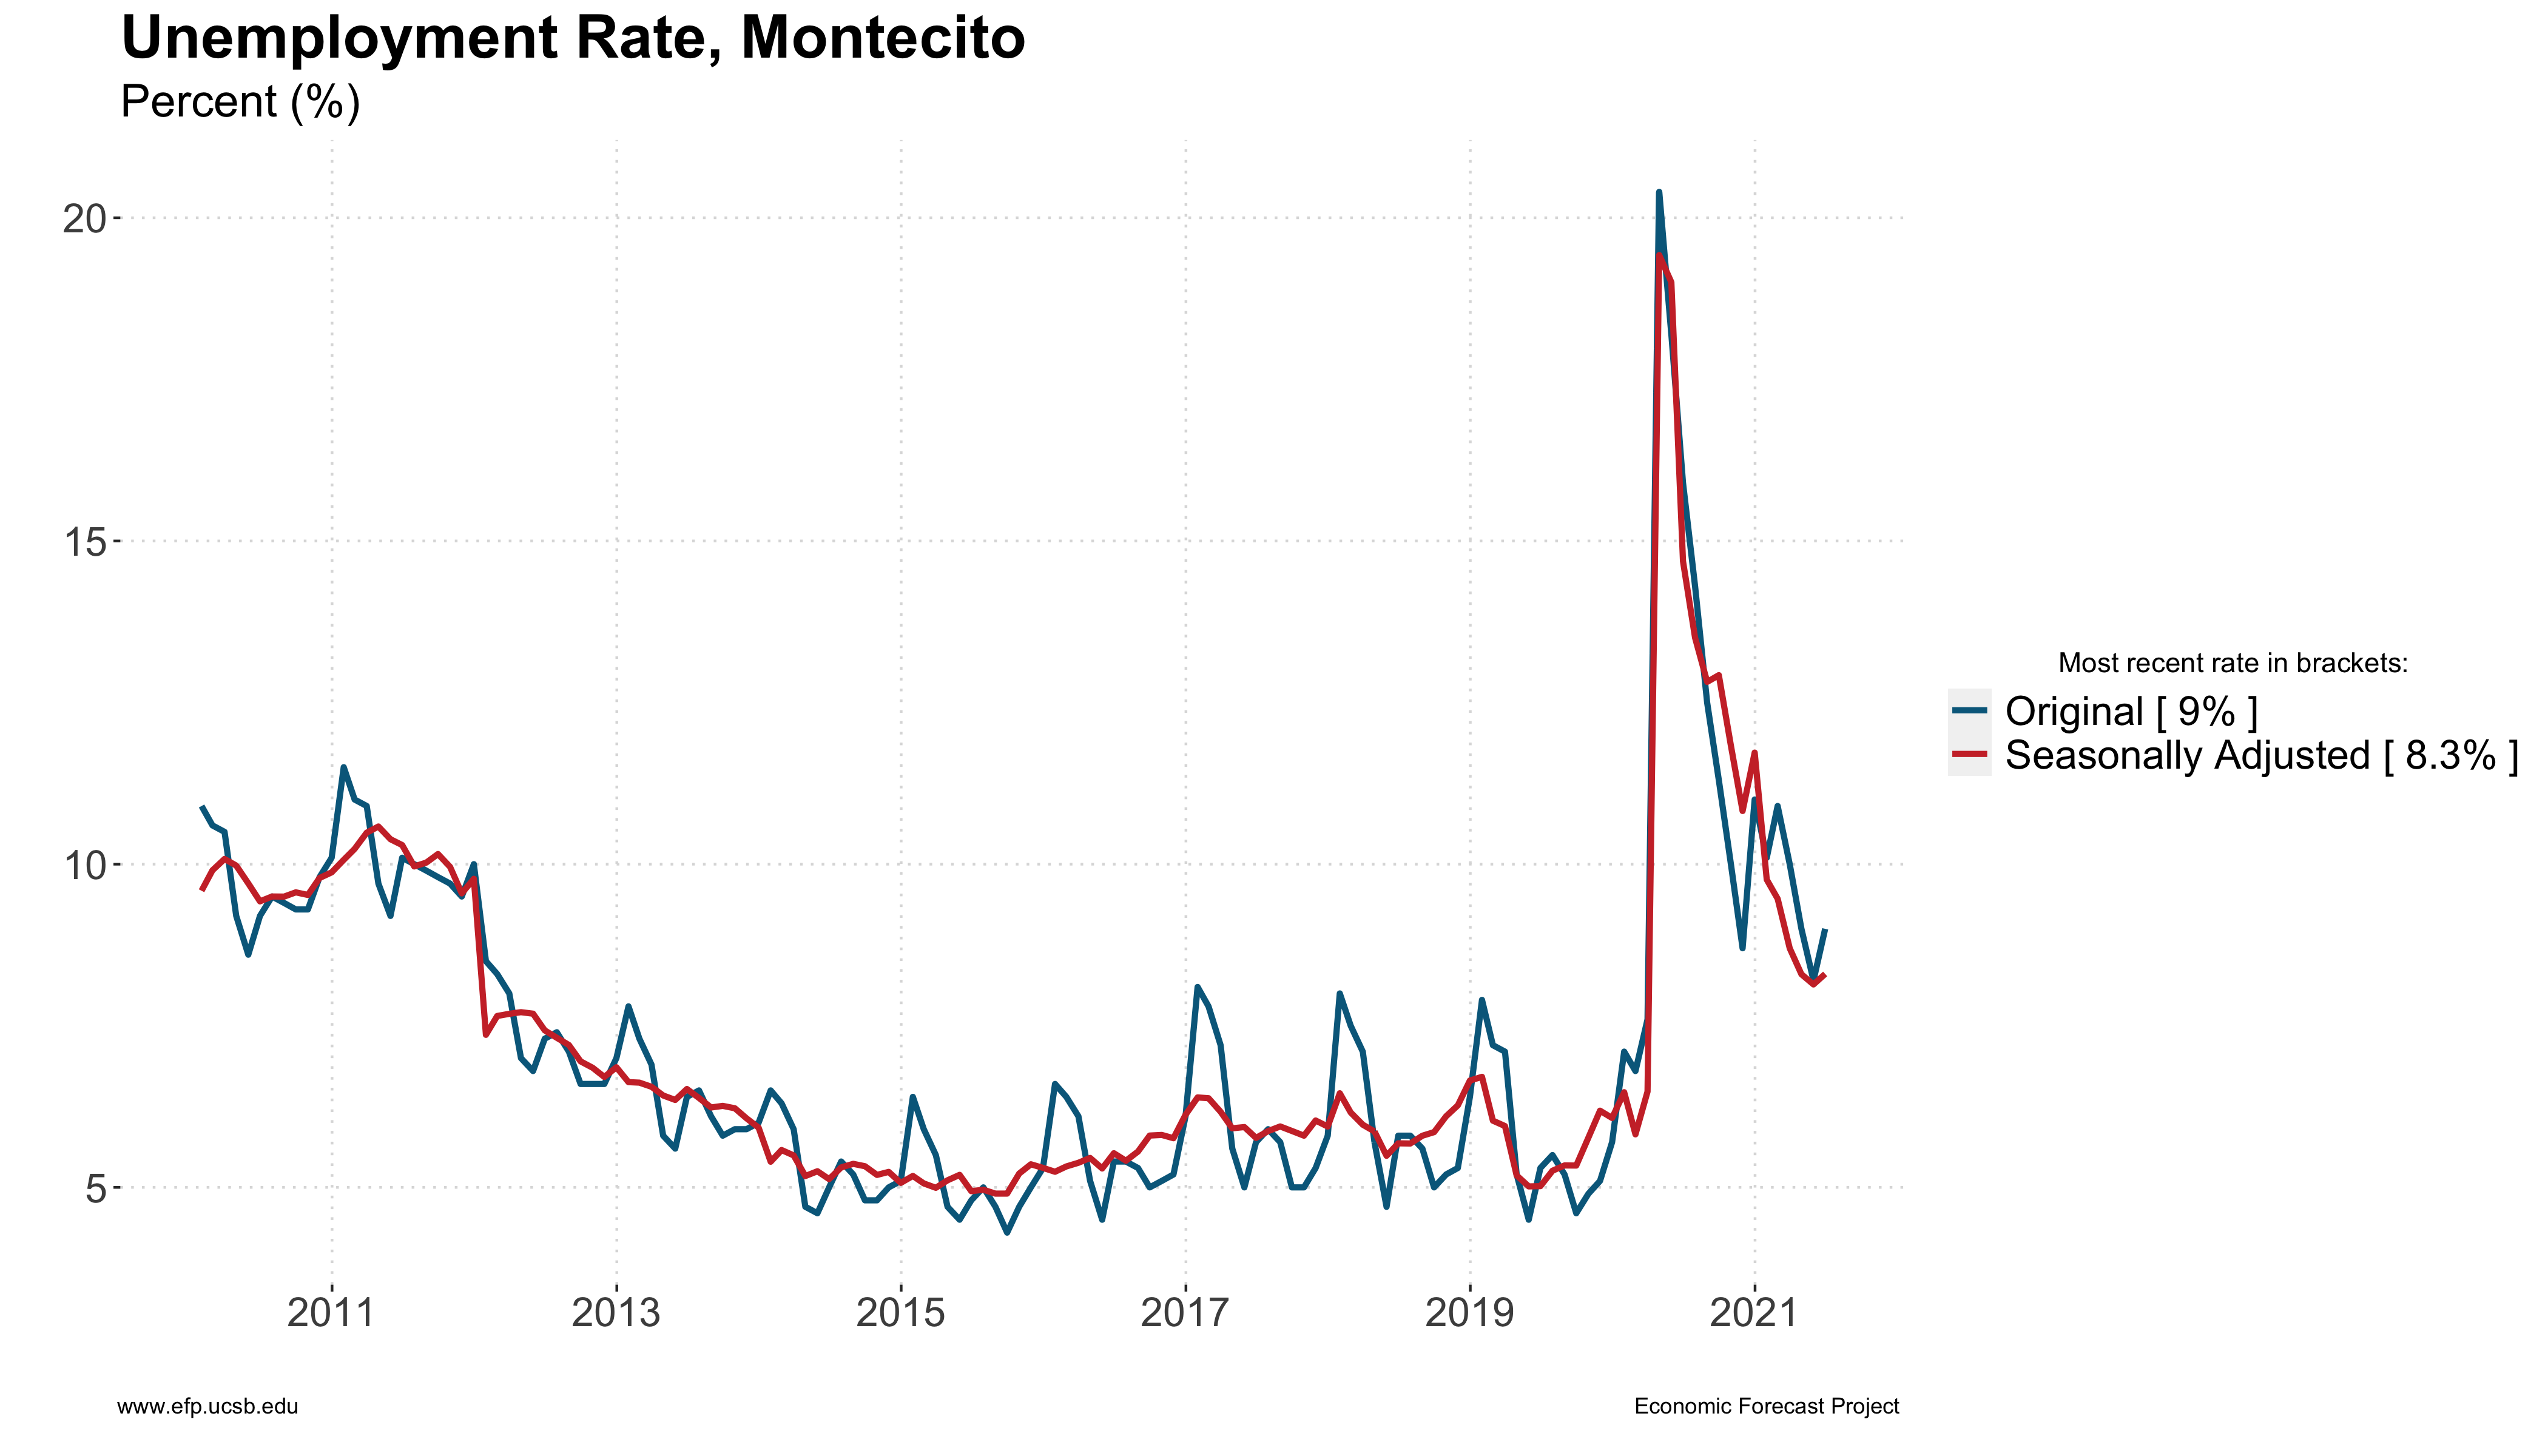 Unemployment Rate, Montecito
Percent (%)
20
15
10
5
2011
2013
2015
2017
2019
2021
Most recent rate in brackets:
Original [ 9% ]
Seasonally Adjusted [ 8.3% ]
www.efp.ucsb.edu
Economic Forecast Project